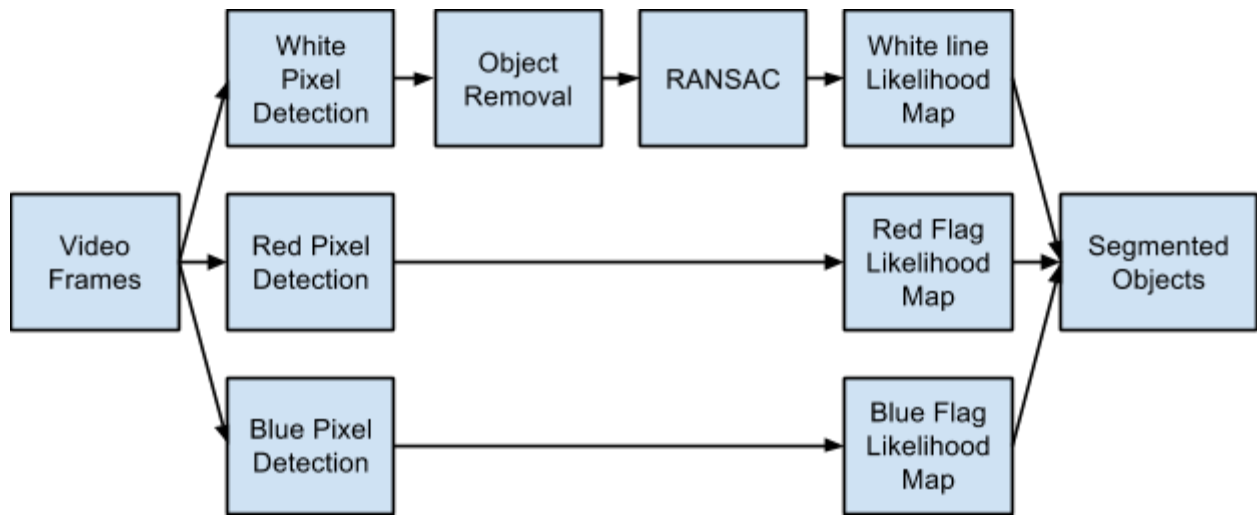 White
Pixel
Detection
Object
Removal
RANSAC
White line
Likelihood
Map
Video
Frames
Red Pixel
Detection
Red Flag
Likelihood
Map
Segmented
Objects
Blue Pixel
Detection
Blue Flag
Likelihood
Map